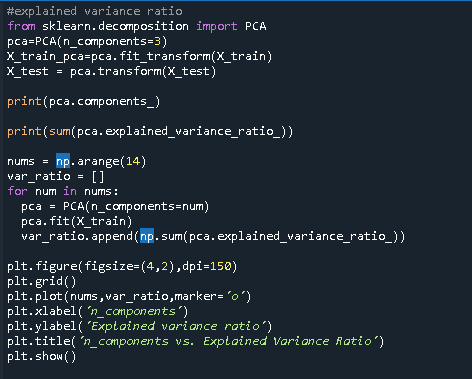 #explained variance ratio
from sklearn.decomposition import PCA
pca=PCA(n_components=3)
X_train_pca=pca.fit_transform(X_train)
X_test = pca.transform(X_test)
print(pca.components_)
print(sum(pca.explained_variance_ratio_))
nums = np.arange(14)
var_ratio = []
for num in nums:
  pca = PCA(n_components=num)
  pca.fit(X_train)
  var_ratio.append(np.sum(pca.explained_variance_ratio_))
plt.figure(figsize=(4,2),dpi=150)
plt.grid()
plt.plot(nums,var_ratio,marker='o')
plt.xlabel('n_components')
plt.ylabel('Explained variance ratio')
plt.title('n_components vs. Explained Variance Ratio')
plt.show()